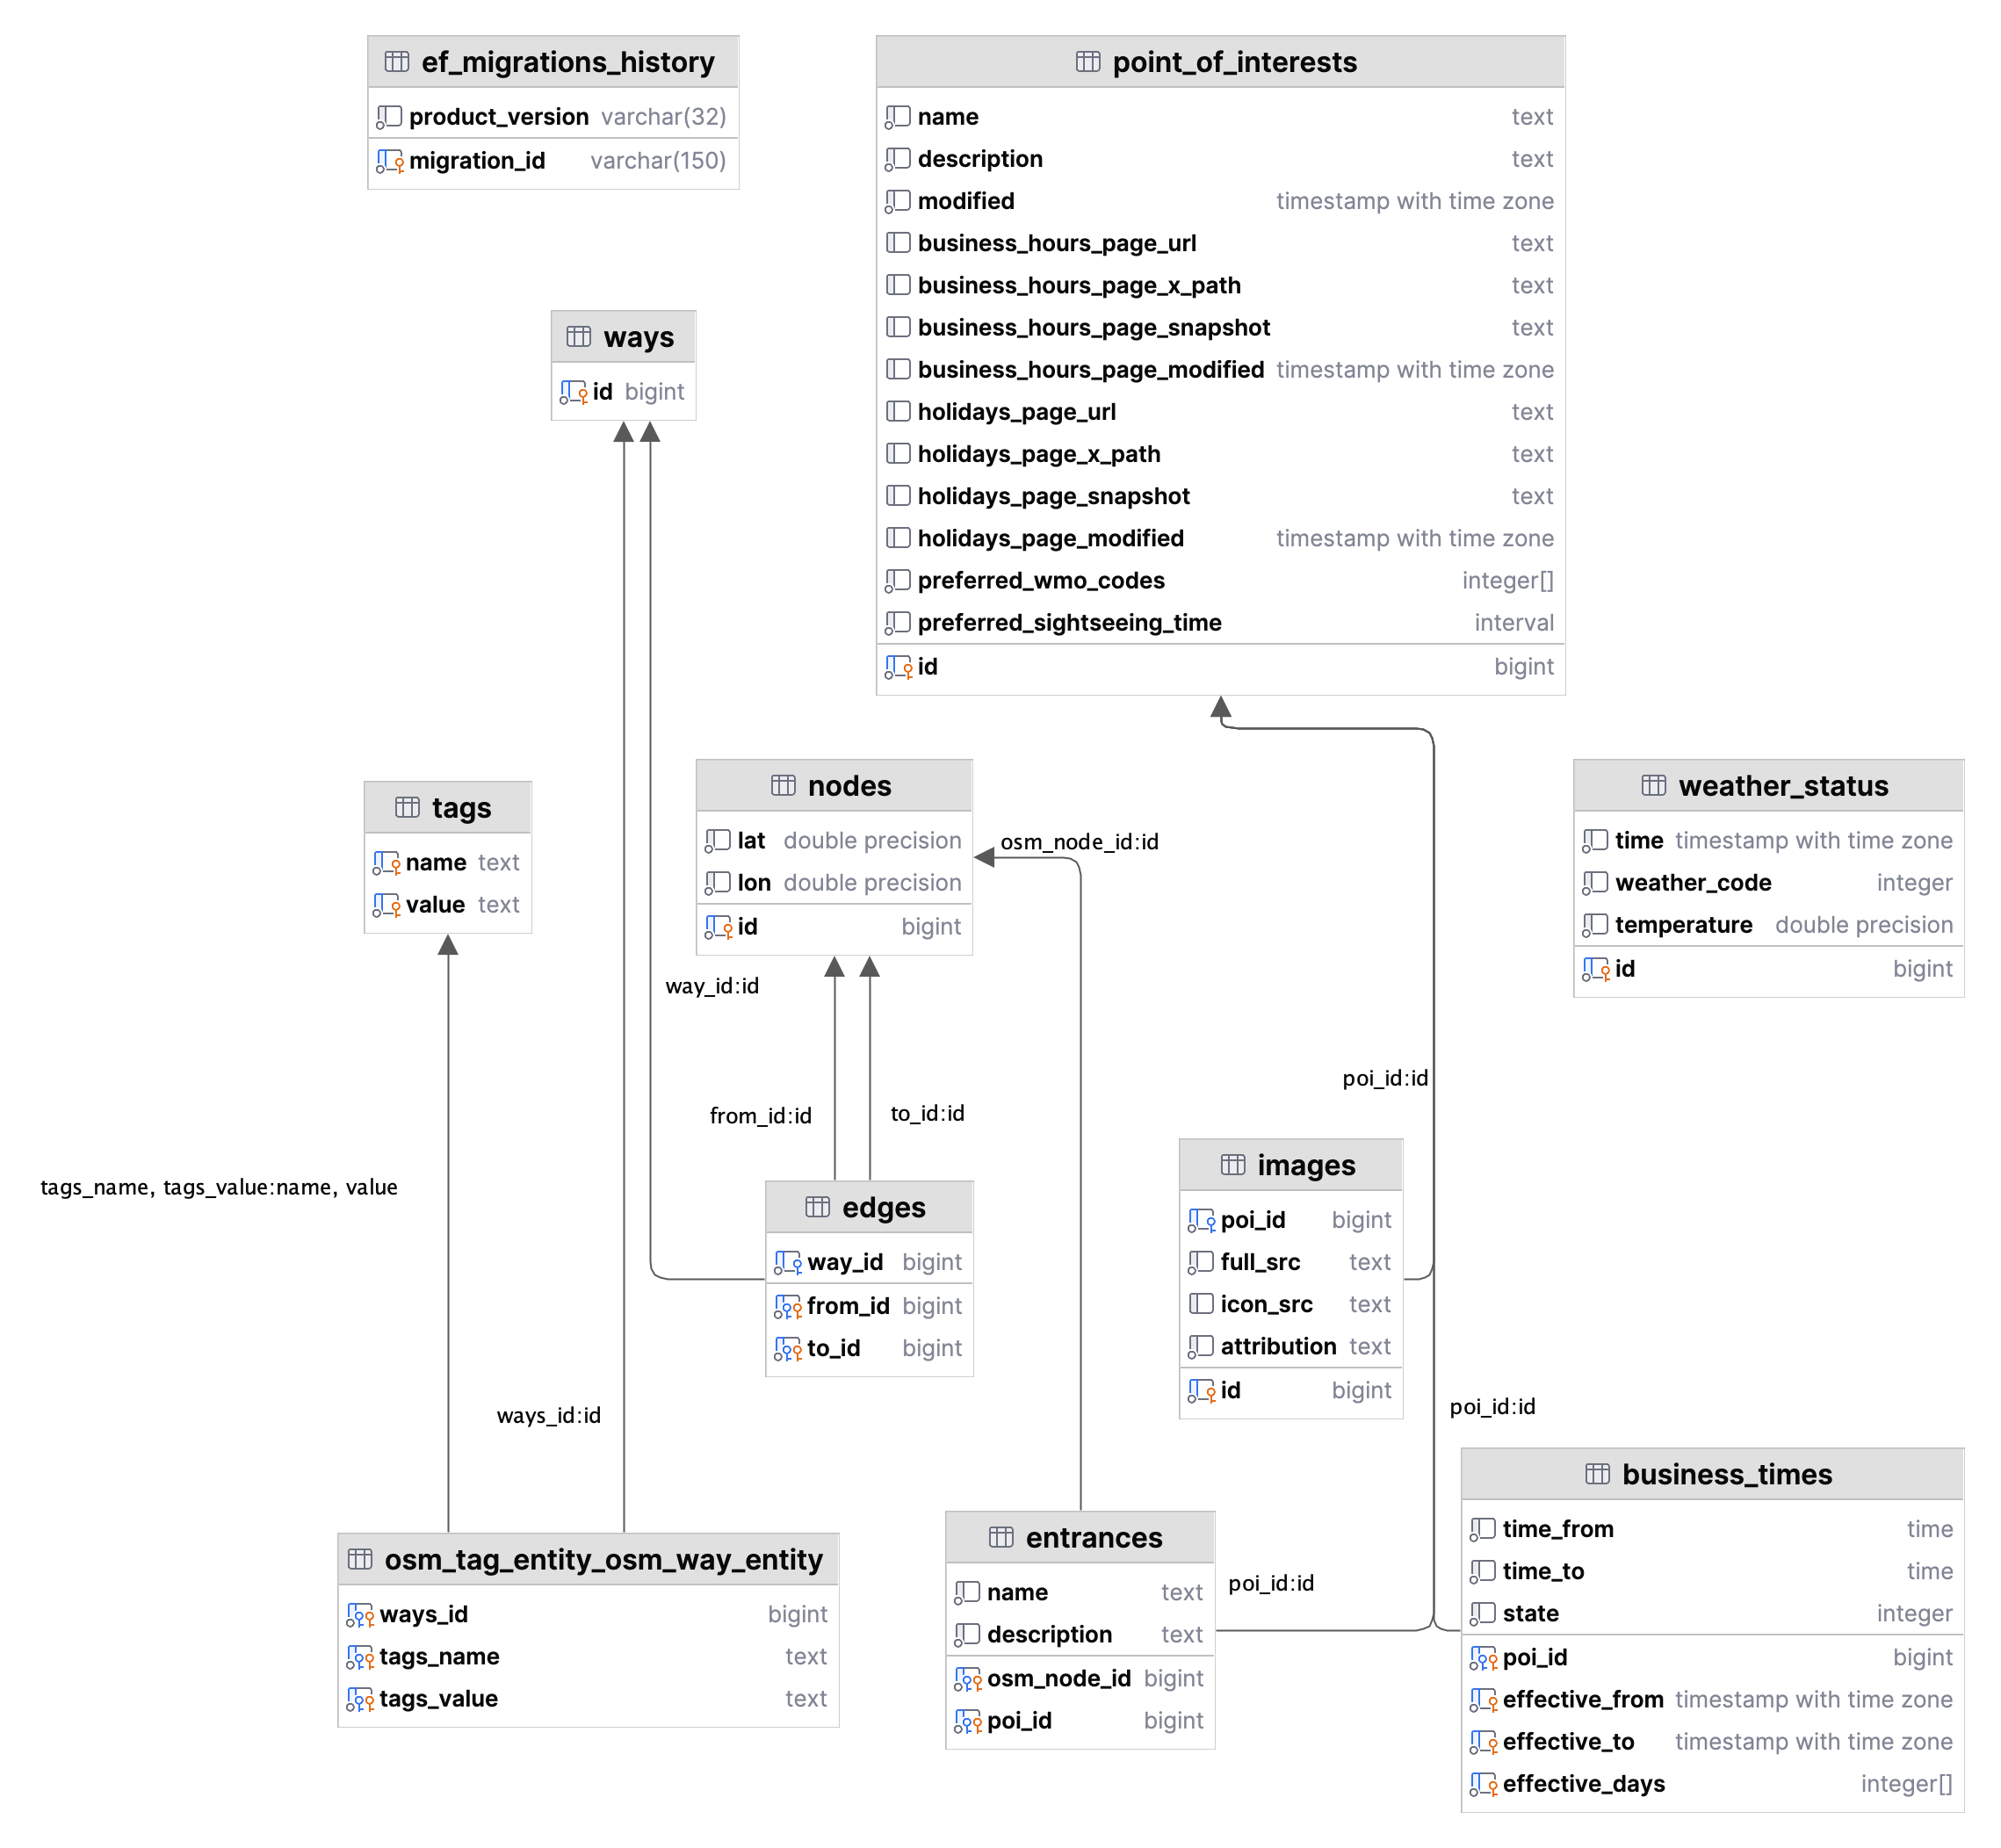 ef_migrations_history
product_version varchar(32)
migration_id varchar(150)
point_of_interests
name text
description text
modified timestamp with time zone
business_hours_page_url text
business_hours_page_x_path text
business_hours_page_snapshot text
business_hours_page_modified timestamp with time zone
holidays_page_url text
holidays_page_x_path text
holidays_page_snapshot text
holidays_page_modified timestamp with time zone
preferred_wmo_codes integer[]
preferred_sightseeing_time interval
id bigint
ways
id bigint
tags
name text
value text
nodes
lat double precision
lon double precision
id bigint
osm_node_id:id
weather_status
time timestamp with time zone
weather_code integer
temperature double precision
id bigint
way_id:id
from_id:id
to_id:id
poi_id:id
tags_name, tags_value:name, value
edges
way_id bigint
from_id bigint
to_id bigint
images
poi_id bigint
full_src text
icon_src text
attribution text
id bigint
ways_id:id
poi_id:id
osm_tag_entity_osm_way_entity
ways_id bigint
tags_name text
tags_value text
entrances
name text
description text
osm_node_id bigint
poi_id bigint
poi_id:id
business_times
time_from time
time_to time
state integer
poi_id bigint
effective_from timestamp with time zone
effective_to timestamp with time zone
effective_days integer[]